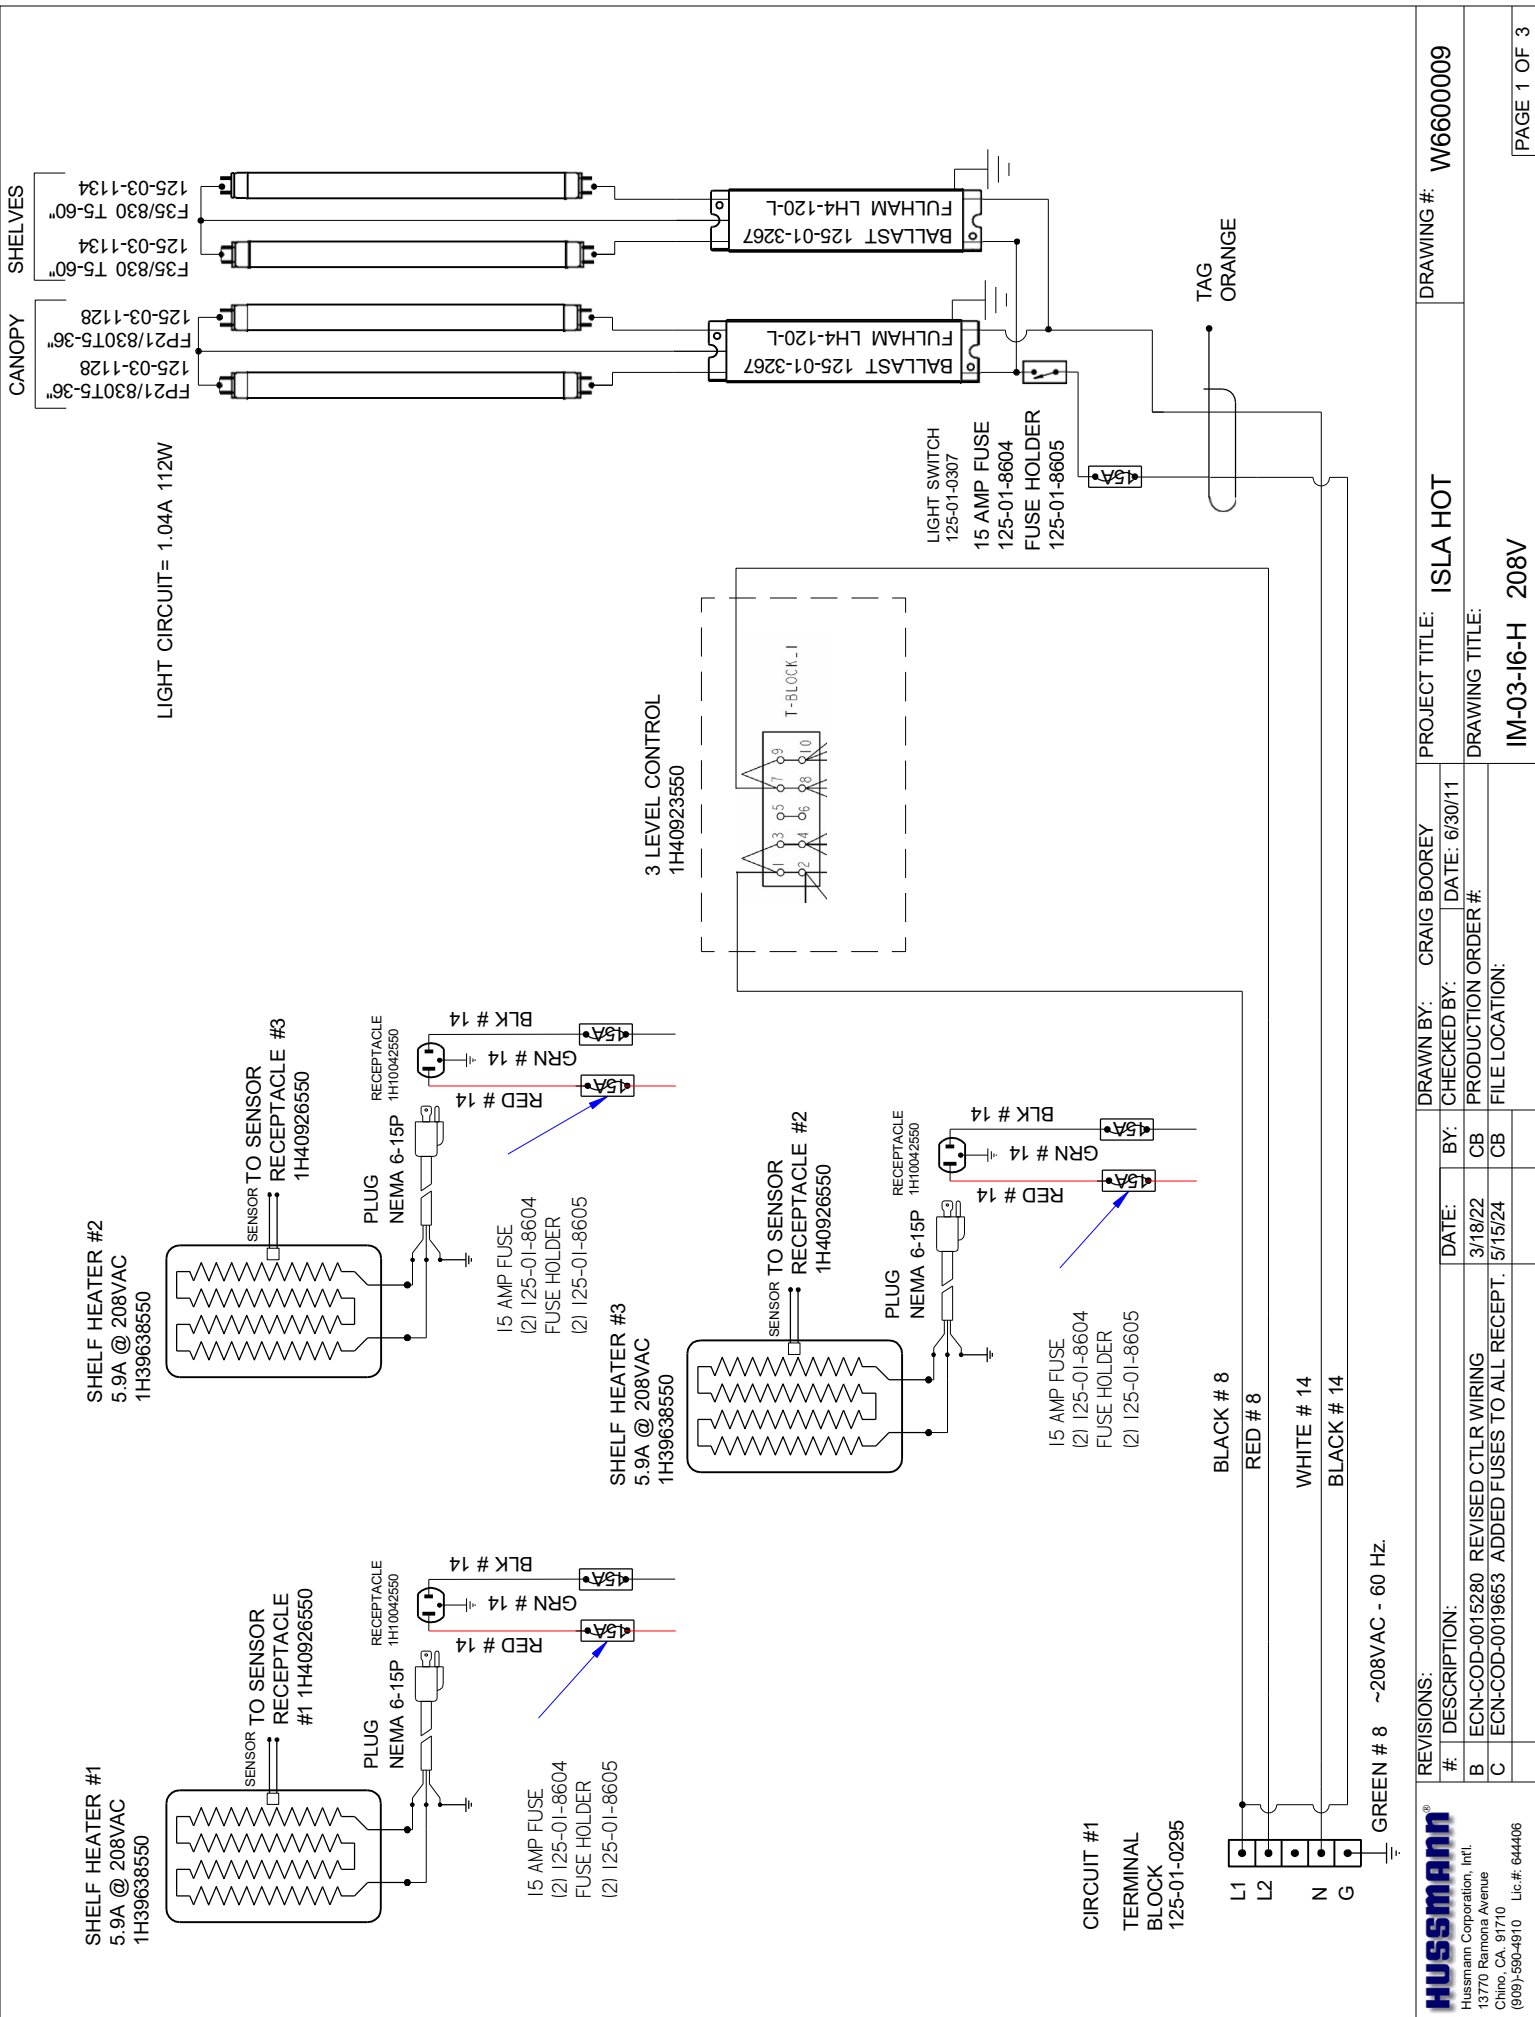 SHELF HEATER #1
5.9A @ 208VAC
1H39638550
SENSOR
TO SENSOR
RECEPTACLE
#1 1H40926550
PLUG
NEMA 6-15P
RECEPTACLE
1H10042550
RED # 14
GRN # 14
BLK # 14
15A
15A
15 AMP FUSE
(2) 125-01-8604
FUSE HOLDER
(2) 125-01-8605
SHELF HEATER #2
5.9A @ 208VAC
1H39638550
SENSOR
TO SENSOR
RECEPTACLE #3
1H40926550
PLUG
NEMA 6-15P
RECEPTACLE
1H10042550
RED # 14
GRN # 14
BLK # 14
15A
15A
15 AMP FUSE
(2) 125-01-8604
FUSE HOLDER
(2) 125-01-8605
SHELF HEATER #3
5.9A @ 208VAC
1H39638550
SENSOR
TO SENSOR
RECEPTACLE #2
1H40926550
PLUG
NEMA 6-15P
RECEPTACLE
1H10042550
RED # 14
GRN # 14
BLK # 14
15A
15A
15 AMP FUSE
(2) 125-01-8604
FUSE HOLDER
(2) 125-01-8605
3 LEVEL CONTROL
1H40923550
T-BLOCK_1
1 3 5 7 9
2 4 6 8 10
LIGHT CIRCUIT= 1.04A 112W
CANOPY
FP21/830T5-36"
125-03-1128
FP21/830T5-36"
125-03-1128
SHELVES
F35/830 T5-60"
125-03-1134
F35/830 T5-60"
125-03-1134
BALLAST 125-01-3267
FULHAM LH4-120-L
BALLAST 125-01-3267
FULHAM LH4-120-L
LIGHT SWITCH
125-01-0307
15 AMP FUSE
125-01-8604
FUSE HOLDER
125-01-8605
15A
TAG
ORANGE
CIRCUIT #1
TERMINAL
BLOCK
125-01-0295
L1
L2
N
G
BLACK # 8
RED # 8
WHITE # 14
BLACK # 14
GREEN # 8 ~208VAC - 60 Hz.
HUSSMANN®
Hussmann Corporation, Int'l.
13770 Ramona Avenue
Chino, CA. 91710
(909)-590-4910 Lic.#: 644406
REVISIONS:
#: DESCRIPTION: DATE: BY:
B ECN-COD-0015280 REVISED CTLR WIRING 3/18/22 CB
C ECN-COD-0019653 ADDED FUSES TO ALL RECEPT. 5/15/24 CB
DRAWN BY: CRAIG BOOREY
CHECKED BY: DATE: 6/30/11
PRODUCTION ORDER #:
FILE LOCATION:
PROJECT TITLE:
ISLA HOT
DRAWING TITLE:
IM-03-I6-H 208V
DRAWING #: W6600009
PAGE 1 OF 3